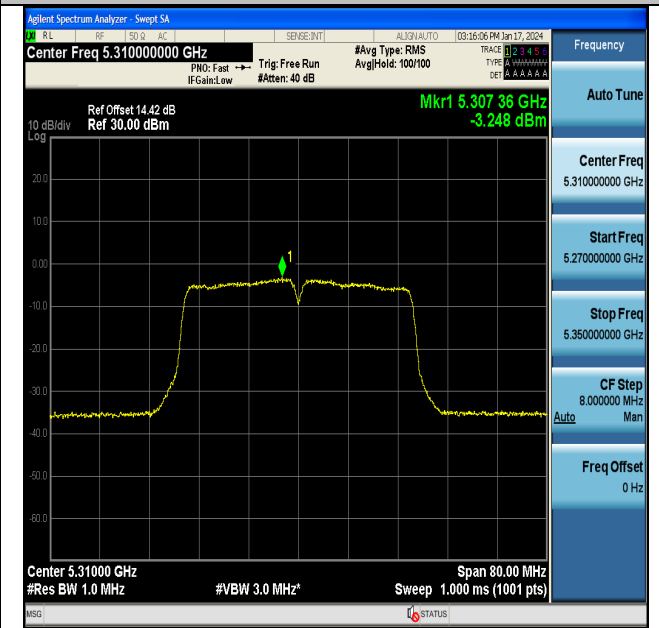 Agilent Spectrum Analyzer - Swept SA
LXI RL RF 50 Ω AC SENSE:INT ALIGN AUTO 03:16:06 PM Jan 17, 2024
Center Freq 5.310000000 GHz
#Avg Type: RMS
TRACE 1 2 3 4 5 6
PNO: Fast Trig: Free Run Avg|Hold: 100/100
TYPE A WWWWW
IFGain:Low #Atten: 40 dB
DET A A A A A A
Mkr1 5.307 36 GHz
-3.248 dBm
Ref Offset 14.42 dB
10 dB/div Ref 30.00 dBm
Log
20.0
10.0
0.00
-10.0
-20.0
-30.0
-40.0
-50.0
-60.0
1
Center 5.31000 GHz Span 80.00 MHz
#Res BW 1.0 MHz #VBW 3.0 MHz* Sweep 1.000 ms (1001 pts)
MSG STATUS
Frequency
Auto Tune
Center Freq
5.310000000 GHz
Start Freq
5.270000000 GHz
Stop Freq
5.350000000 GHz
CF Step
8.000000 MHz
Auto Man
Freq Offset
0 Hz